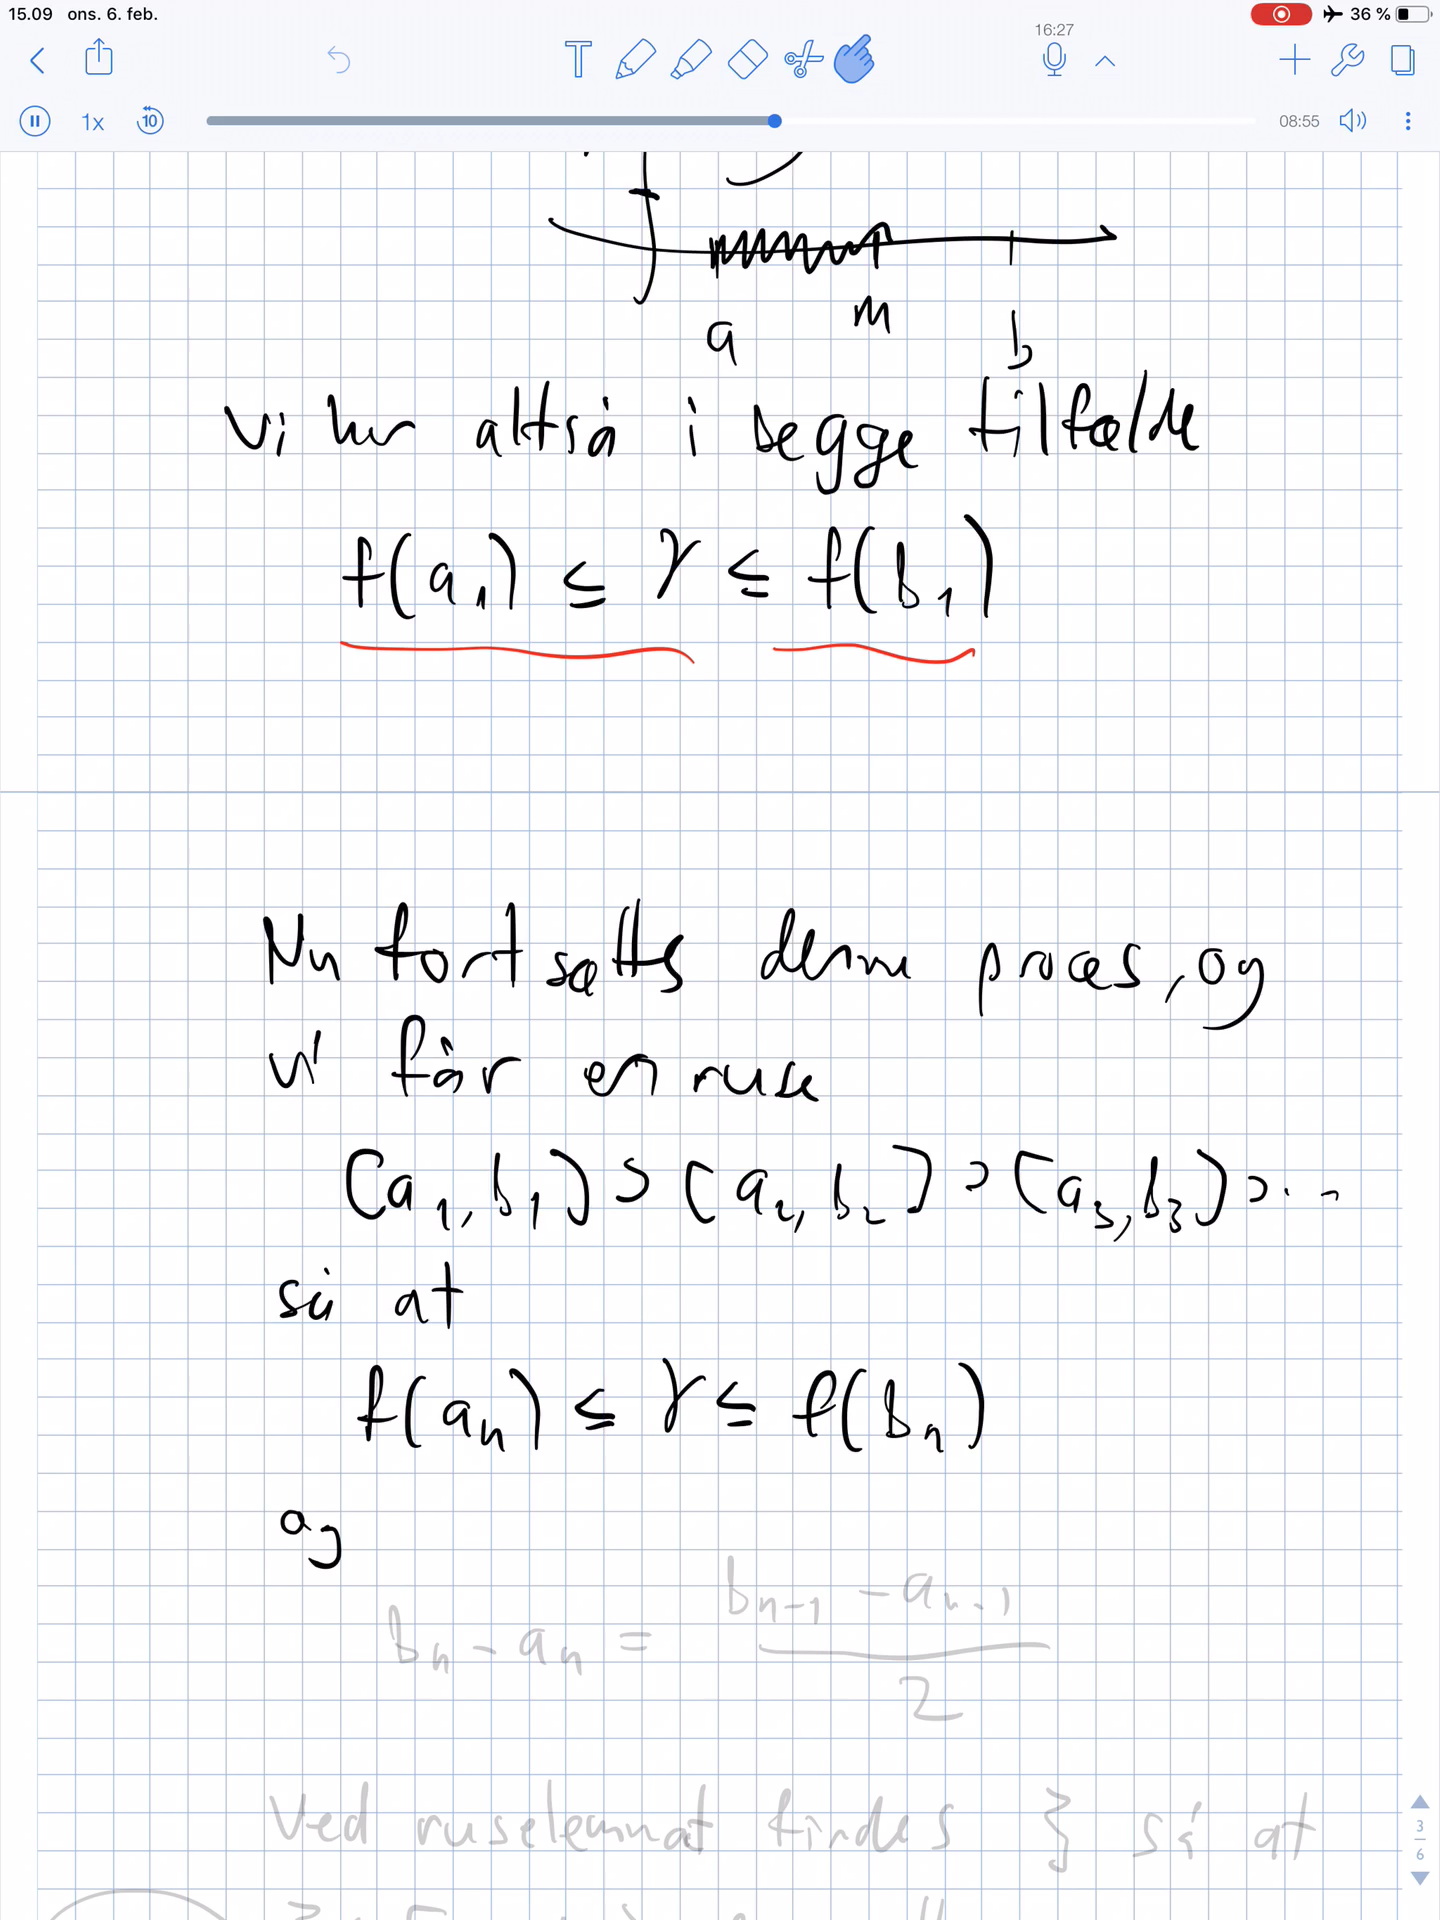 15.09 ons. 6. feb.
36 %
16:27
T
1x
10
08:55
a
m
b
Vi har altså i begge tilfælde
f(a₁) ≤ γ ≤ f(b₁)
Nu fortsættes denne proces, og
vi får en ruse
[a₁, b₁] ⊃ [a₂, b₂] ⊃ [a₃, b₃] ⊃ ...
så at
f(aₙ) ≤ γ ≤ f(bₙ)
og
bₙ - aₙ = (bₙ₋₁ - aₙ₋₁)/2
Ved ruselemmat findes ξ så at
3
6